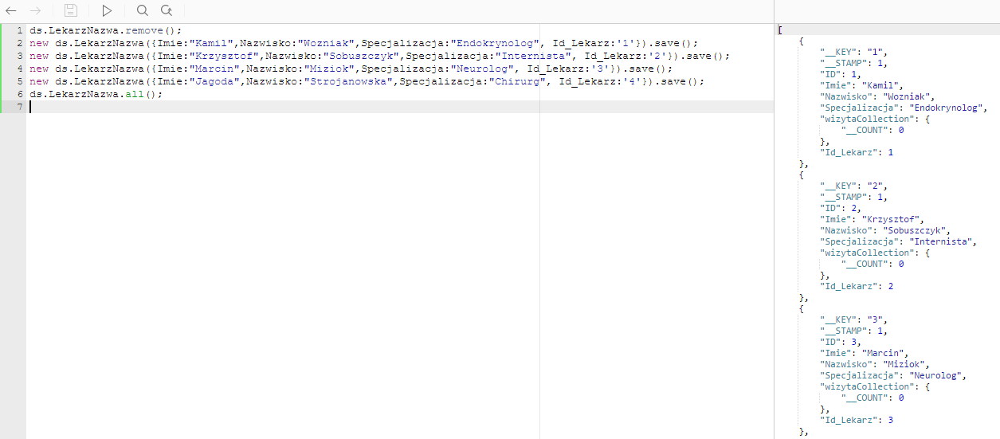 1 ds.LekarzNazwa.remove();
2 new ds.LekarzNazwa({Imie:"Kamil",Nazwisko:"Wozniak",Specjalizacja:"Endokrynolog", Id_Lekarz:'1'}).save();
3 new ds.LekarzNazwa({Imie:"Krzysztof",Nazwisko:"Sobuszczyk",Specjalizacja:"Internista", Id_Lekarz:'2'}).save();
4 new ds.LekarzNazwa({Imie:"Marcin",Nazwisko:"Miziok",Specjalizacja:"Neurolog", Id_Lekarz:'3'}).save();
5 new ds.LekarzNazwa({Imie:"Jagoda",Nazwisko:"Strojanowska",Specjalizacja:"Chirurg", Id_Lekarz:'4'}).save();
6 ds.LekarzNazwa.all();
7
[
{
"__KEY": "1",
"__STAMP": 1,
"ID": 1,
"Imie": "Kamil",
"Nazwisko": "Wozniak",
"Specjalizacja": "Endokrynolog",
"wizytaCollection": {
"__COUNT": 0
},
"Id_Lekarz": 1
},
{
"__KEY": "2",
"__STAMP": 1,
"ID": 2,
"Imie": "Krzysztof",
"Nazwisko": "Sobuszczyk",
"Specjalizacja": "Internista",
"wizytaCollection": {
"__COUNT": 0
},
"Id_Lekarz": 2
},
{
"__KEY": "3",
"__STAMP": 1,
"ID": 3,
"Imie": "Marcin",
"Nazwisko": "Miziok",
"Specjalizacja": "Neurolog",
"wizytaCollection": {
"__COUNT": 0
},
"Id_Lekarz": 3
},